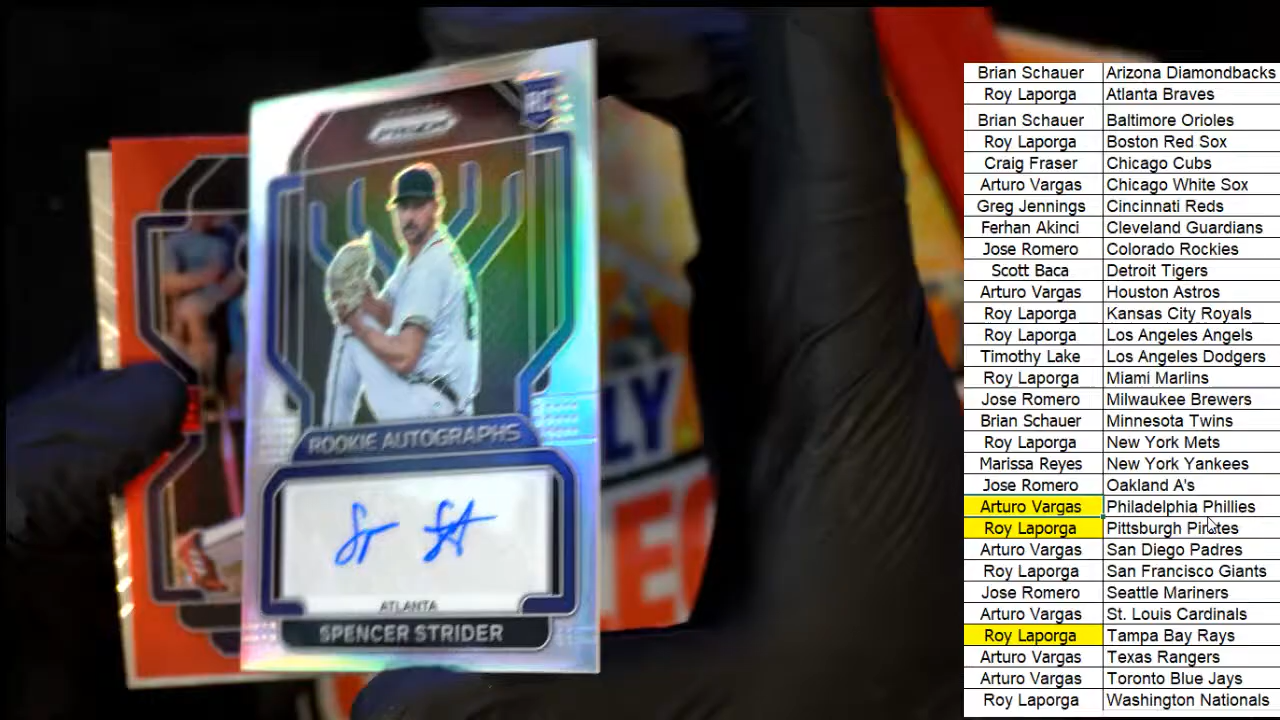 RC
PRIZM
ROOKIE AUTOGRAPHS
ATLANTA
SPENCER STRIDER
Brian Schauer Arizona Diamondbacks
Roy Laporga Atlanta Braves
Brian Schauer Baltimore Orioles
Roy Laporga Boston Red Sox
Craig Fraser Chicago Cubs
Arturo Vargas Chicago White Sox
Greg Jennings Cincinnati Reds
Ferhan Akinci Cleveland Guardians
Jose Romero Colorado Rockies
Scott Baca Detroit Tigers
Arturo Vargas Houston Astros
Roy Laporga Kansas City Royals
Roy Laporga Los Angeles Angels
Timothy Lake Los Angeles Dodgers
Roy Laporga Miami Marlins
Jose Romero Milwaukee Brewers
Brian Schauer Minnesota Twins
Roy Laporga New York Mets
Marissa Reyes New York Yankees
Jose Romero Oakland A's
Arturo Vargas Philadelphia Phillies
Roy Laporga Pittsburgh Pirates
Arturo Vargas San Diego Padres
Roy Laporga San Francisco Giants
Jose Romero Seattle Mariners
Arturo Vargas St. Louis Cardinals
Roy Laporga Tampa Bay Rays
Arturo Vargas Texas Rangers
Arturo Vargas Toronto Blue Jays
Roy Laporga Washington Nationals